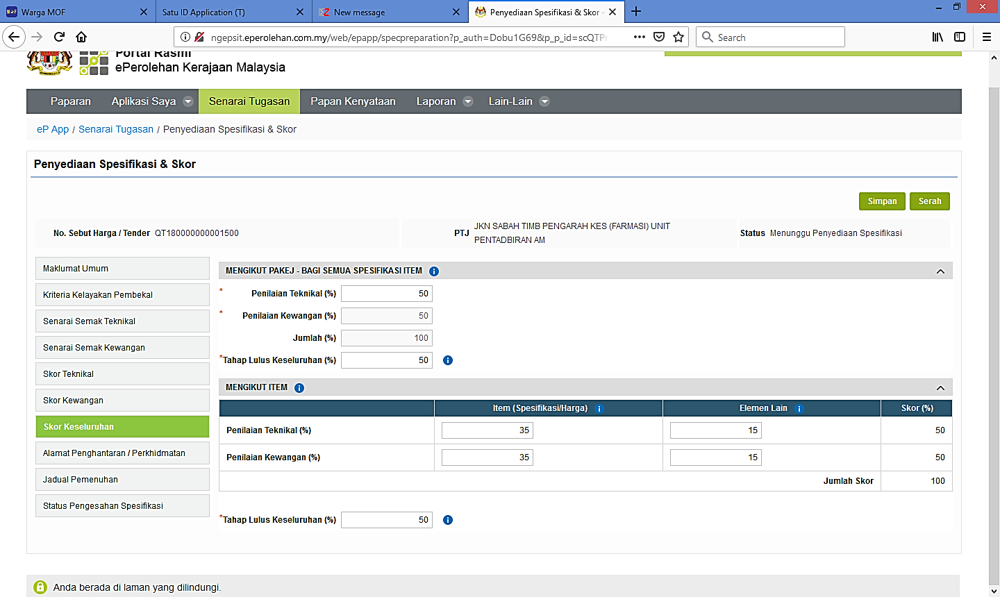 Warga MOF
Satu ID Application (T)
New message
Penyediaan Spesifikasi & Skor -
ngepsit.eperolehan.com.my/web/epapp/specpreparation?p_auth=Dobu1G69&p_p_id=scQTP
Search
Portal Rasmi
ePerolehan Kerajaan Malaysia
Paparan Aplikasi Saya Senarai Tugasan Papan Kenyataan Laporan Lain-Lain
eP App / Senarai Tugasan / Penyediaan Spesifikasi & Skor
Penyediaan Spesifikasi & Skor
Simpan Serah
No. Sebut Harga / Tender QT180000000001500
PTJ JKN SABAH TIMB PENGARAH KES (FARMASI) UNIT
PENTADBIRAN AM
Status Menunggu Penyediaan Spesifikasi
Maklumat Umum
Kriteria Kelayakan Pembekal
Senarai Semak Teknikal
Senarai Semak Kewangan
Skor Teknikal
Skor Kewangan
Skor Keseluruhan
Alamat Penghantaran / Perkhidmatan
Jadual Pemenuhan
Status Pengesahan Spesifikasi
MENGIKUT PAKEJ - BAGI SEMUA SPESIFIKASI ITEM
* Penilaian Teknikal (%) 50
* Penilaian Kewangan (%) 50
Jumlah (%) 100
*Tahap Lulus Keseluruhan (%) 50
MENGIKUT ITEM
Item (Spesifikasi/Harga) Elemen Lain Skor (%)
Penilaian Teknikal (%) 35 15 50
Penilaian Kewangan (%) 35 15 50
Jumlah Skor 100
*Tahap Lulus Keseluruhan (%) 50
Anda berada di laman yang dilindungi.